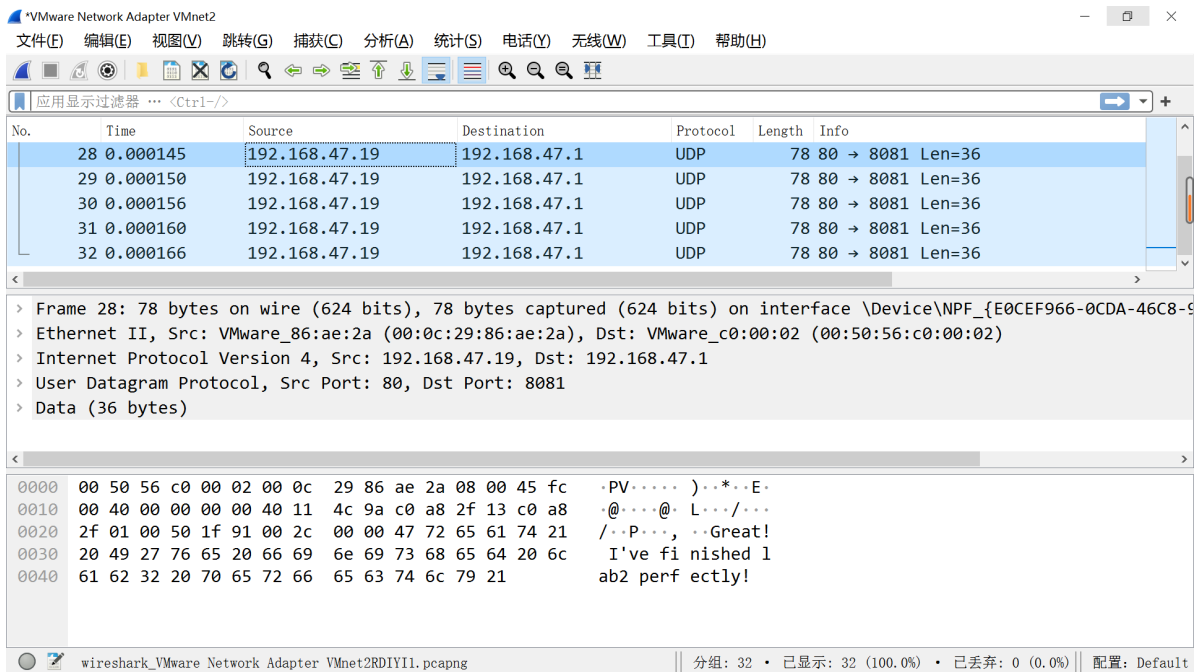 *VMware Network Adapter VMnet2
文件(F) 编辑(E) 视图(V) 跳转(G) 捕获(C) 分析(A) 统计(S) 电话(Y) 无线(W) 工具(T) 帮助(H)
应用显示过滤器 … <Ctrl-/>
No. Time Source Destination Protocol Length Info
28 0.000145 192.168.47.19 192.168.47.1 UDP 78 80 → 8081 Len=36
29 0.000150 192.168.47.19 192.168.47.1 UDP 78 80 → 8081 Len=36
30 0.000156 192.168.47.19 192.168.47.1 UDP 78 80 → 8081 Len=36
31 0.000160 192.168.47.19 192.168.47.1 UDP 78 80 → 8081 Len=36
32 0.000166 192.168.47.19 192.168.47.1 UDP 78 80 → 8081 Len=36
Frame 28: 78 bytes on wire (624 bits), 78 bytes captured (624 bits) on interface \Device\NPF_{E0CEF966-0CDA-46C8-9
Ethernet II, Src: VMware_86:ae:2a (00:0c:29:86:ae:2a), Dst: VMware_c0:00:02 (00:50:56:c0:00:02)
Internet Protocol Version 4, Src: 192.168.47.19, Dst: 192.168.47.1
User Datagram Protocol, Src Port: 80, Dst Port: 8081
Data (36 bytes)
0000 00 50 56 c0 00 02 00 0c 29 86 ae 2a 08 00 45 fc ·PV····· )··*··E·
0010 00 40 00 00 00 00 40 11 4c 9a c0 a8 2f 13 c0 a8 ·@····@· L···/···
0020 2f 01 00 50 1f 91 00 2c 00 00 47 72 65 61 74 21 /··P···, ··Great!
0030 20 49 27 76 65 20 66 69 6e 69 73 68 65 64 20 6c I've fi nished l
0040 61 62 32 20 70 65 72 66 65 63 74 6c 79 21 ab2 perf ectly!
wireshark_VMware Network Adapter VMnet2RDIYI1.pcapng 分组: 32 · 已显示: 32 (100.0%) · 已丢弃: 0 (0.0%) 配置: Default